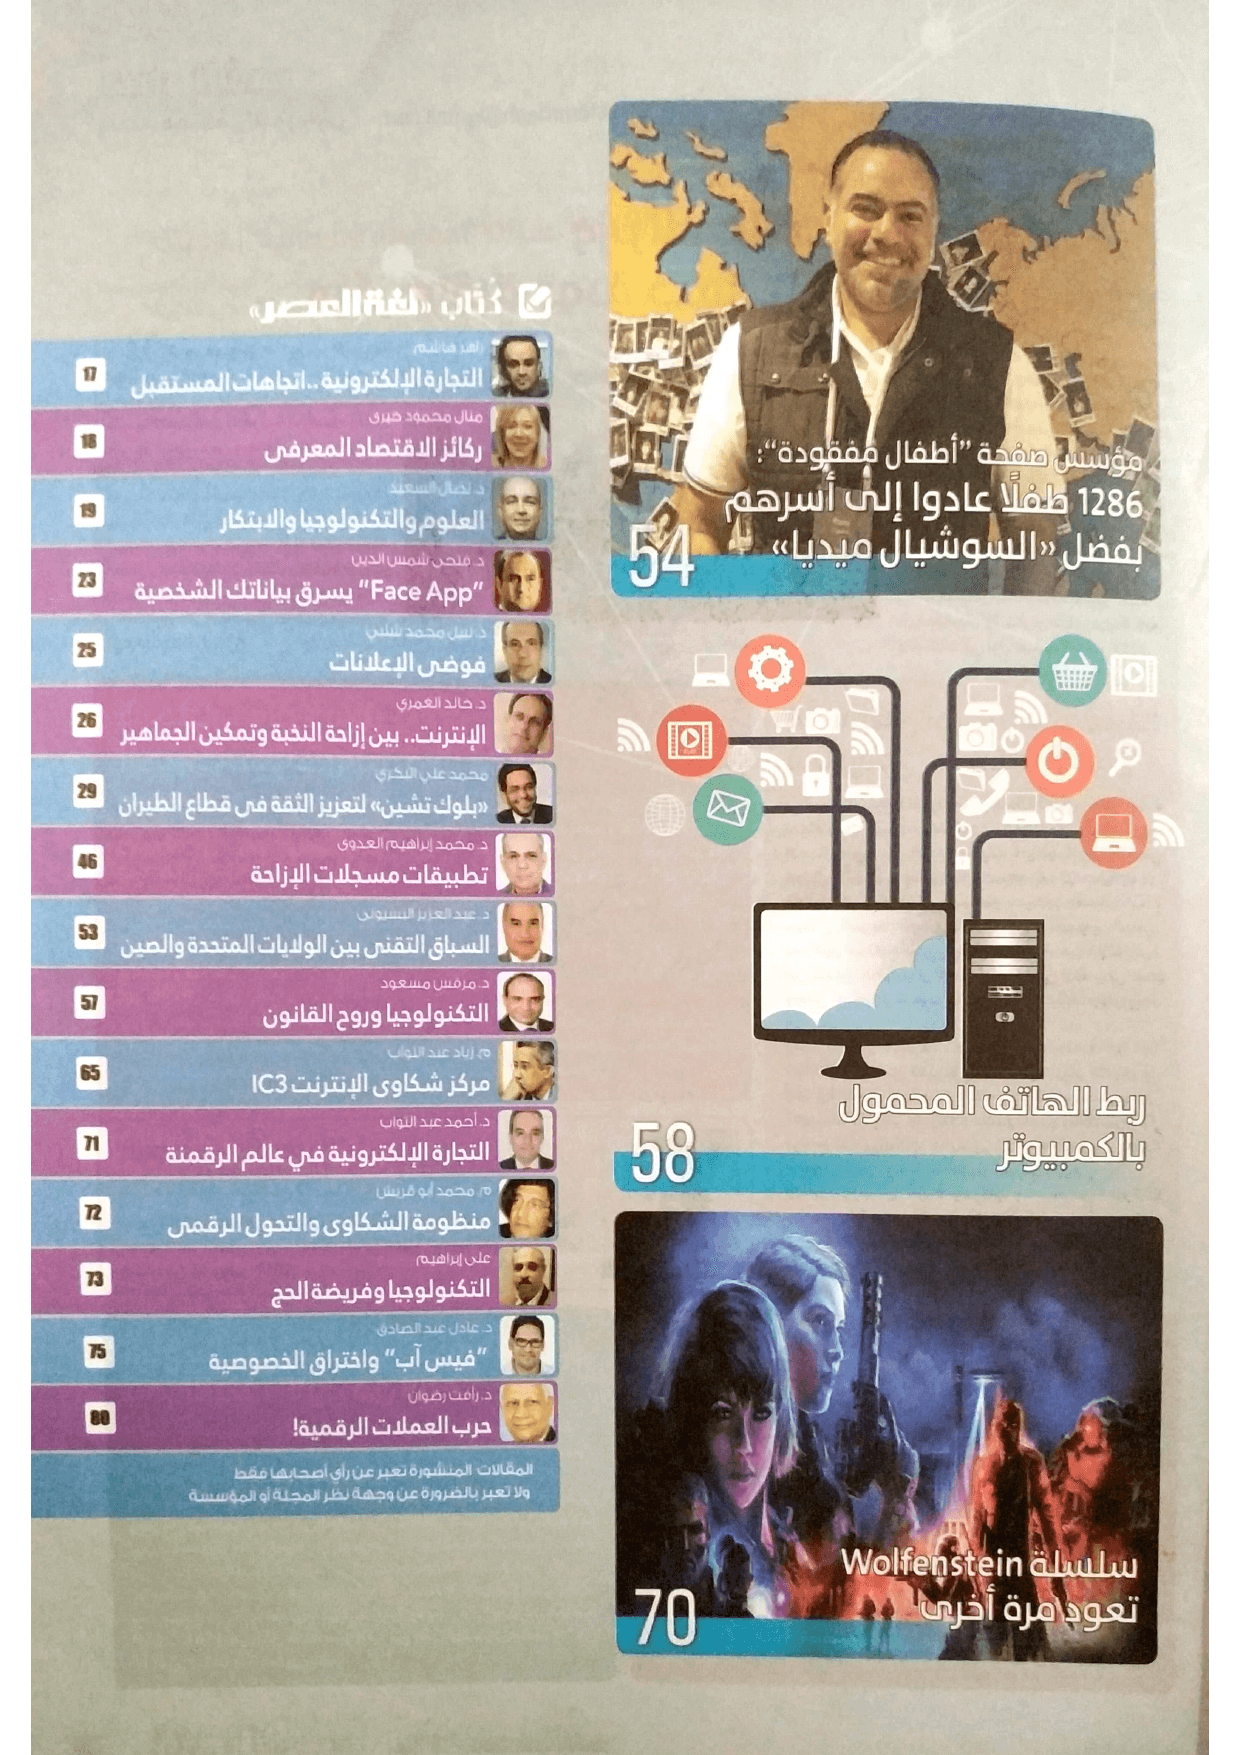 مؤسس صفحة "أطفال مفقودة":
1286 طفلًا عادوا إلى أسرهم
بفضل «السوشيال ميديا»
54
ربط الهاتف المحمول
بالكمبيوتر
58
سلسلة Wolfenstein
تعود مرة أخرى
70
كُتّاب «لغة العصر»
زاهر هاشم
التجارة الإلكترونية.. اتجاهات المستقبل
17
منال محمود خيرى
ركائز الاقتصاد المعرفى
18
د. نضال السعيد
العلوم والتكنولوجيا والابتكار
19
د. فتحى شمس الدين
"Face App" يسرق بياناتك الشخصية
23
د. نبيل محمد شلبي
فوضى الإعلانات
25
د. خالد الغمري
الإنترنت.. بين إزاحة النخبة وتمكين الجماهير
26
محمد علي البكري
«بلوك تشين» لتعزيز الثقة فى قطاع الطيران
29
د. محمد إبراهيم العدوى
تطبيقات مسجلات الإزاحة
46
د. عبد العزيز البسيونى
السباق التقنى بين الولايات المتحدة والصين
53
د. مرقس مسعود
التكنولوجيا وروح القانون
57
م. زياد عبد التواب
مركز شكاوى الإنترنت IC3
65
د. أحمد عبد التواب
التجارة الإلكترونية في عالم الرقمنة
71
م. محمد أبو قريش
منظومة الشكاوى والتحول الرقمى
72
على إبراهيم
التكنولوجيا وفريضة الحج
73
د. عادل عبد الصادق
"فيس آب" واختراق الخصوصية
75
د. رأفت رضوان
حرب العملات الرقمية!
80
المقالات المنشورة تعبر عن رأي أصحابها فقط
ولا تعبر بالضرورة عن وجهة نظر المجلة أو المؤسسة